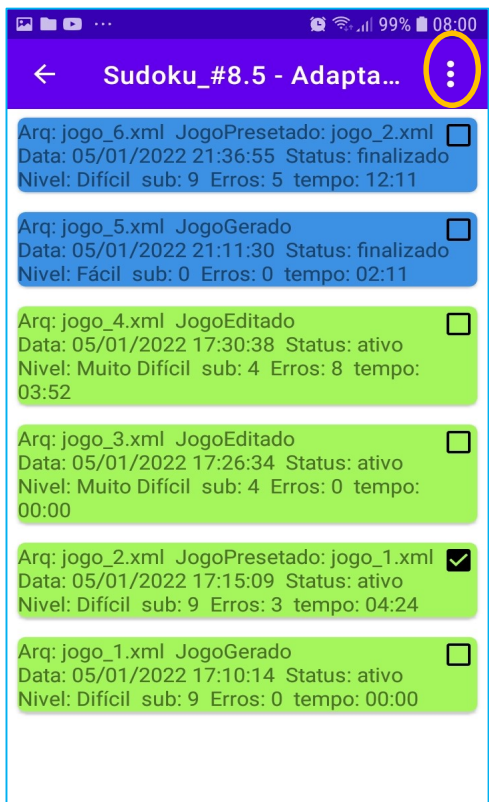 99% 08:00
Sudoku_#8.5 - Adapta...
Arq: jogo_6.xml JogoPresetado: jogo_2.xml
Data: 05/01/2022 21:36:55 Status: finalizado
Nivel: Difícil sub: 9 Erros: 5 tempo: 12:11
Arq: jogo_5.xml JogoGerado
Data: 05/01/2022 21:11:30 Status: finalizado
Nivel: Fácil sub: 0 Erros: 0 tempo: 02:11
Arq: jogo_4.xml JogoEditado
Data: 05/01/2022 17:30:38 Status: ativo
Nivel: Muito Difícil sub: 4 Erros: 8 tempo:
03:52
Arq: jogo_3.xml JogoEditado
Data: 05/01/2022 17:26:34 Status: ativo
Nivel: Muito Difícil sub: 4 Erros: 0 tempo:
00:00
Arq: jogo_2.xml JogoPresetado: jogo_1.xml
Data: 05/01/2022 17:15:09 Status: ativo
Nivel: Difícil sub: 9 Erros: 3 tempo: 04:24
Arq: jogo_1.xml JogoGerado
Data: 05/01/2022 17:10:14 Status: ativo
Nivel: Difícil sub: 9 Erros: 0 tempo: 00:00